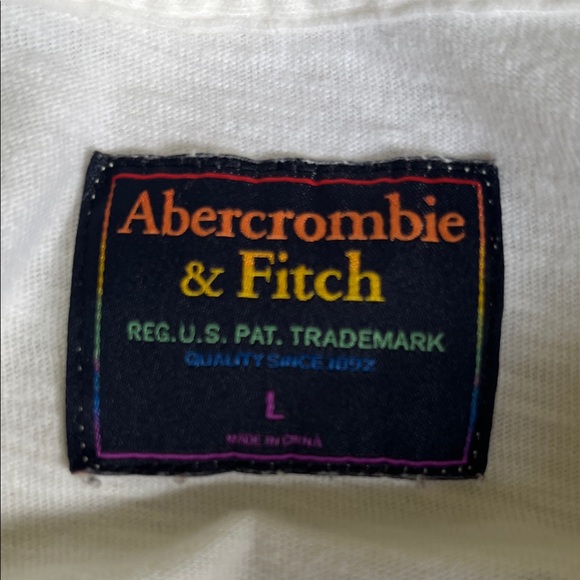 Abercrombie
& Fitch
REG. U.S. PAT. TRADEMARK
QUALITY SINCE 1892
L
MADE IN CHINA